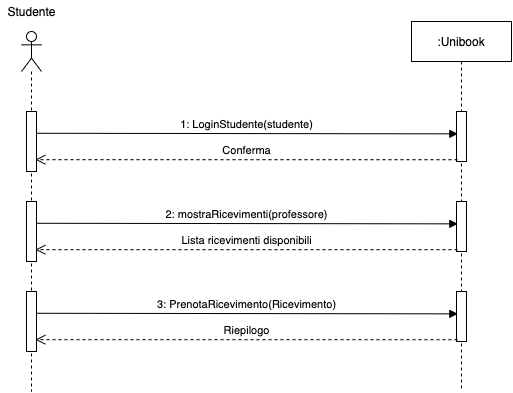 Studente
:Unibook
1: LoginStudente(studente)
Conferma
2: mostraRicevimenti(professore)
Lista ricevimenti disponibili
3: PrenotaRicevimento(Ricevimento)
Riepilogo